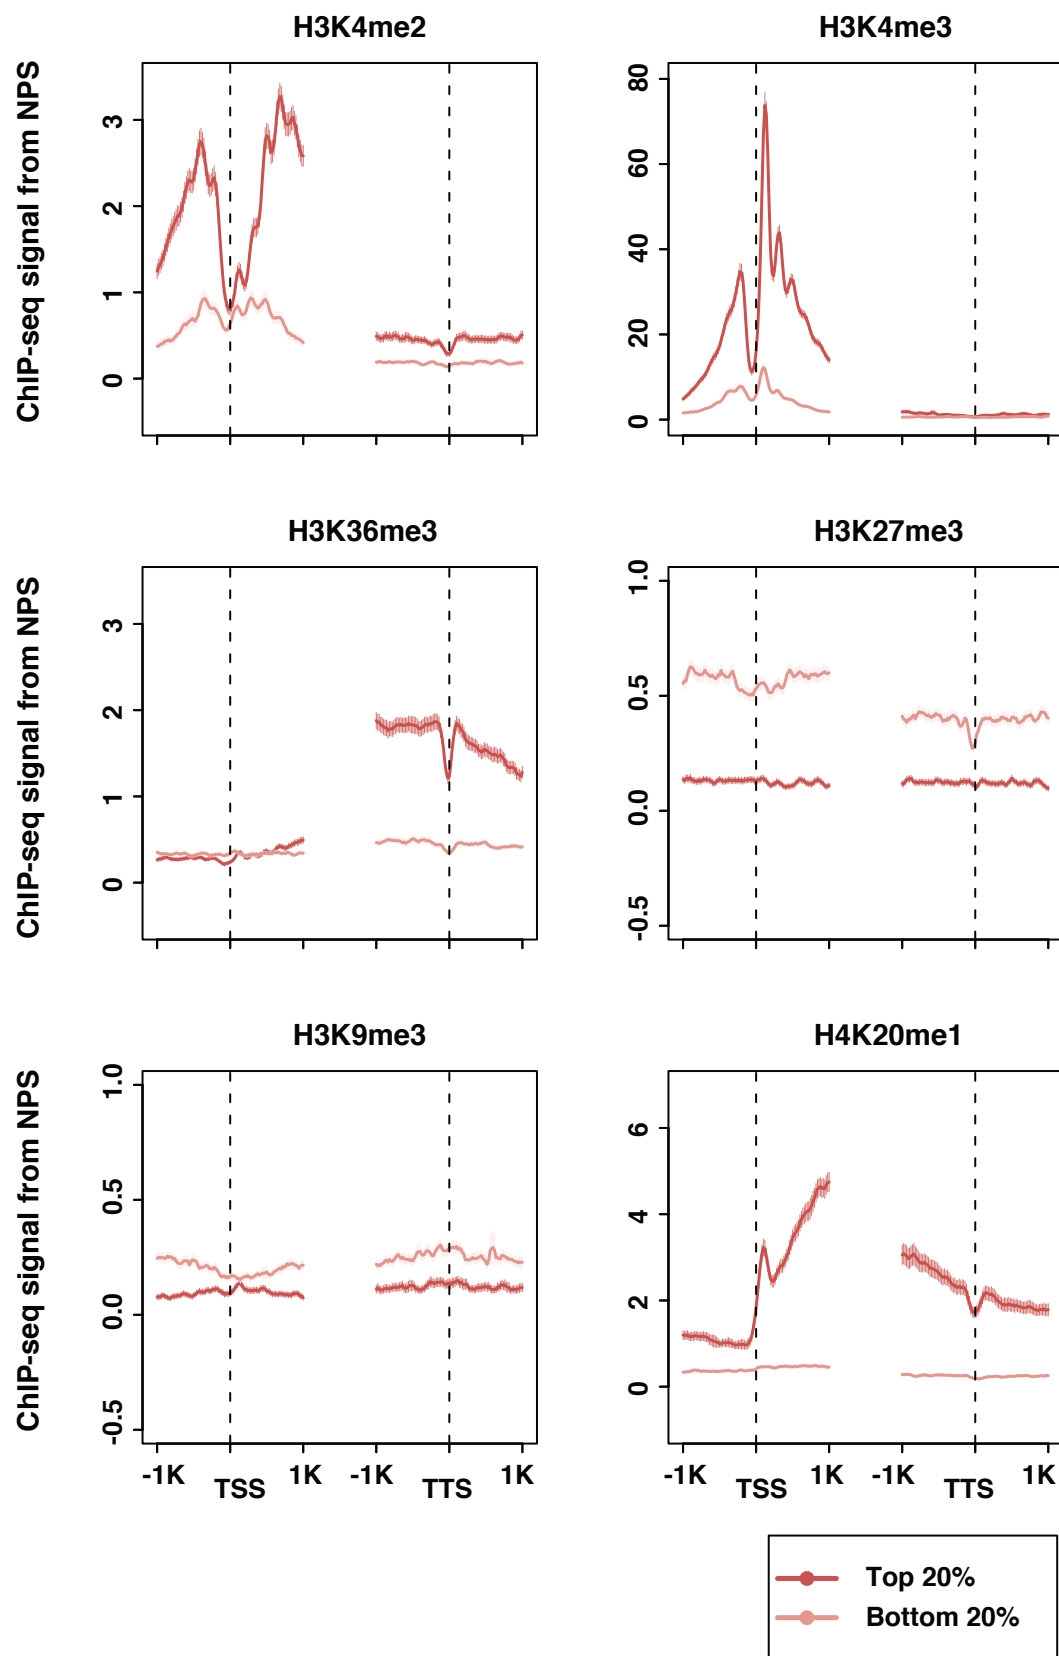 H3K4me2
H3K4me3
ChIP-seq signal from NPS
3
2
1
0
80
60
40
20
0
H3K36me3
H3K27me3
ChIP-seq signal from NPS
3
2
1
0
1.0
0.5
0.0
-0.5
H3K9me3
H4K20me1
ChIP-seq signal from NPS
1.0
0.5
0.0
-0.5
6
4
2
0
-1K TSS 1K -1K TTS 1K
-1K TSS 1K -1K TTS 1K
Top 20%
Bottom 20%